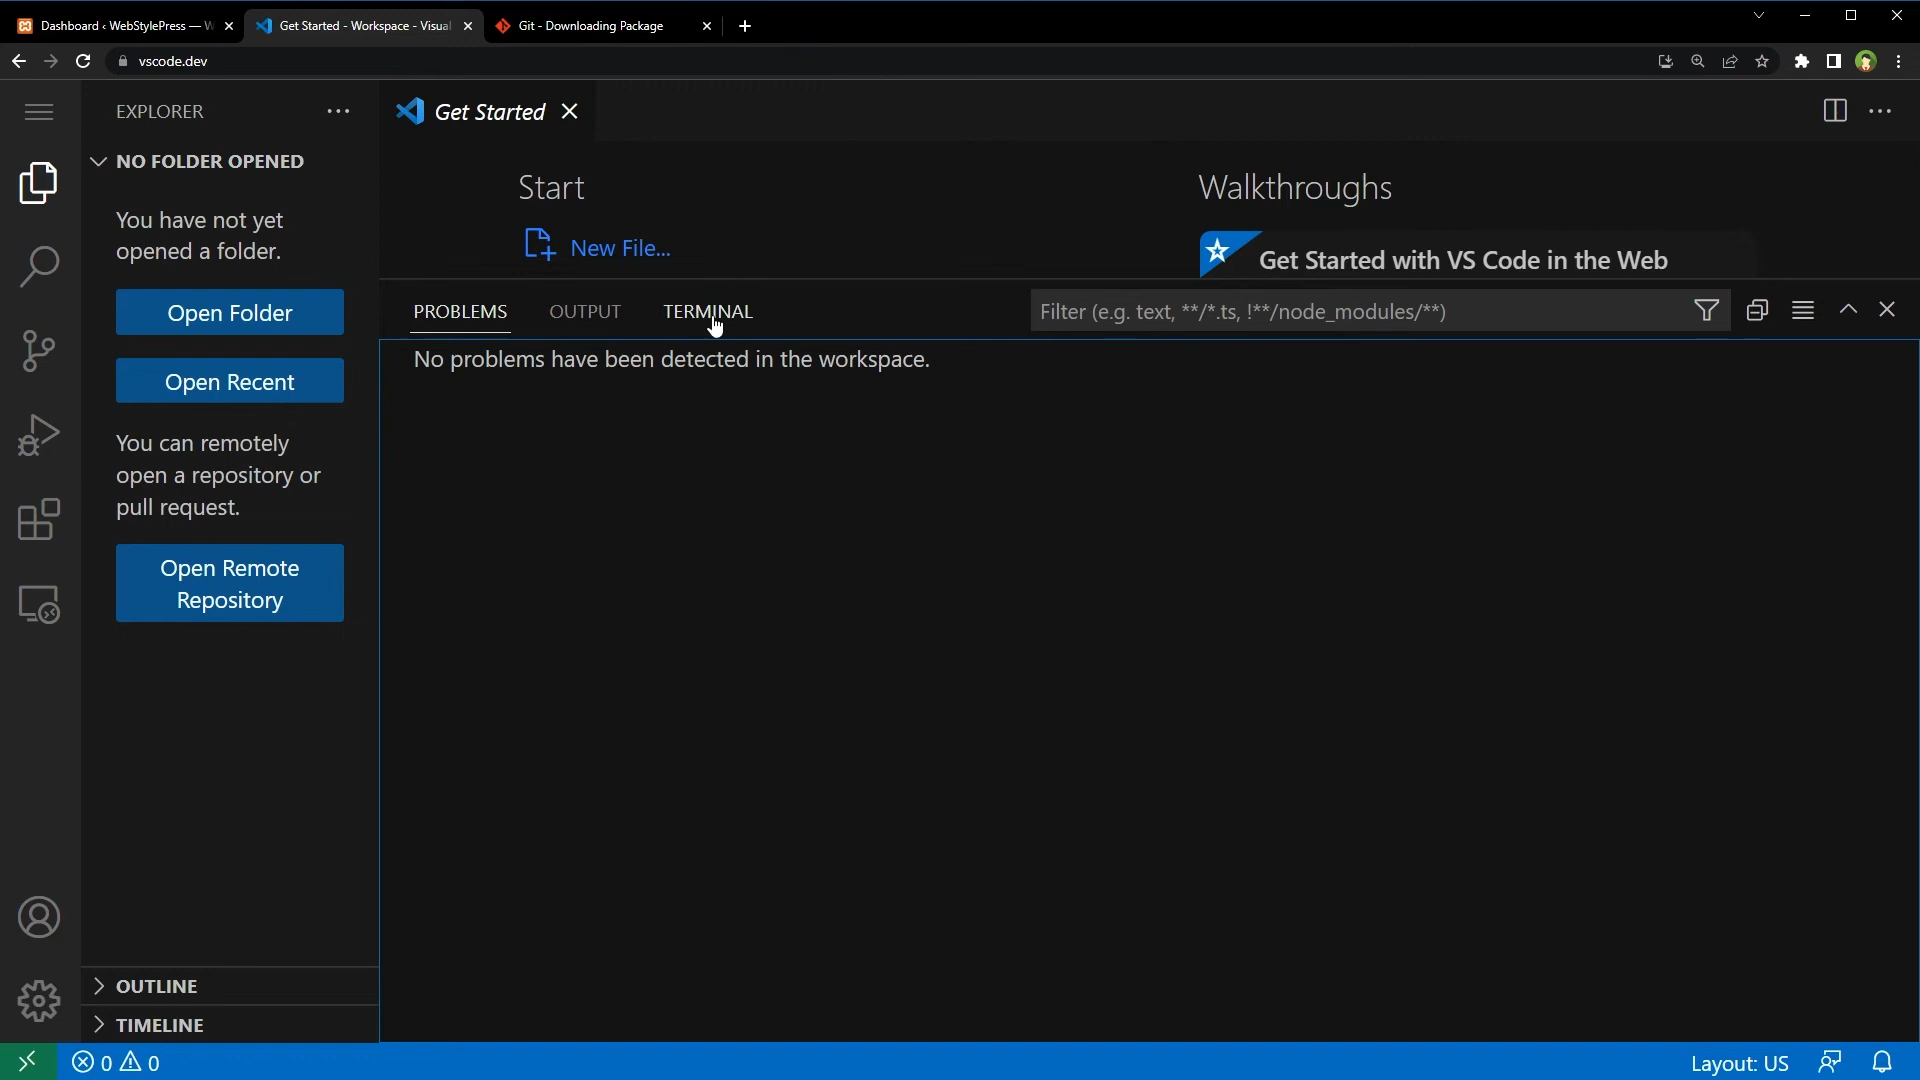 Dashboard ‹ WebStylePress — W
Get Started - Workspace - Visual
Git - Downloading Package
vscode.dev
EXPLORER
Get Started
NO FOLDER OPENED
You have not yet
opened a folder.
Open Folder
Open Recent
You can remotely
open a repository or
pull request.
Open Remote
Repository
Start
New File...
Walkthroughs
Get Started with VS Code in the Web
PROBLEMS
OUTPUT
TERMINAL
Filter (e.g. text, **/*.ts, !**/node_modules/**)
No problems have been detected in the workspace.
OUTLINE
TIMELINE
0
0
Layout: US